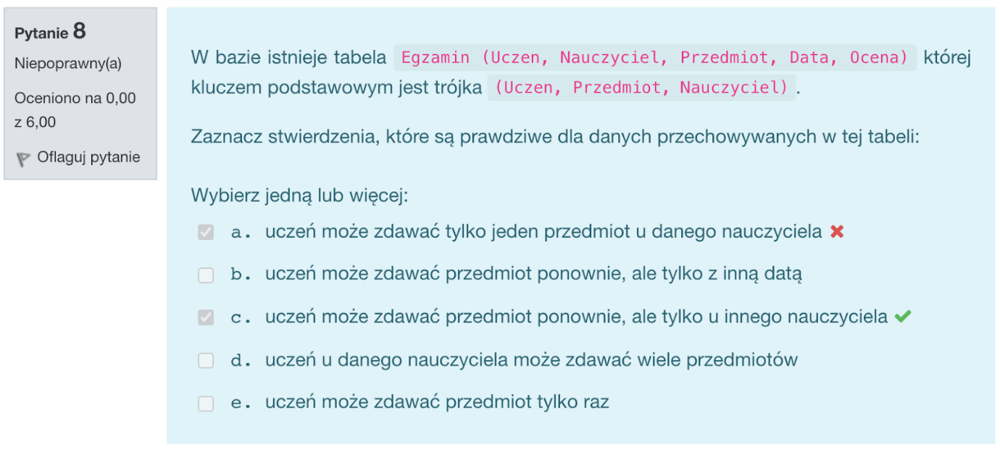 Pytanie 8
Niepoprawny(a)
Oceniono na 0,00
z 6,00
Oflaguj pytanie
W bazie istnieje tabela Egzamin (Uczen, Nauczyciel, Przedmiot, Data, Ocena) której
kluczem podstawowym jest trójka (Uczen, Przedmiot, Nauczyciel).
Zaznacz stwierdzenia, które są prawdziwe dla danych przechowywanych w tej tabeli:
Wybierz jedną lub więcej:
a. uczeń może zdawać tylko jeden przedmiot u danego nauczyciela
b. uczeń może zdawać przedmiot ponownie, ale tylko z inną datą
c. uczeń może zdawać przedmiot ponownie, ale tylko u innego nauczyciela
d. uczeń u danego nauczyciela może zdawać wiele przedmiotów
e. uczeń może zdawać przedmiot tylko raz